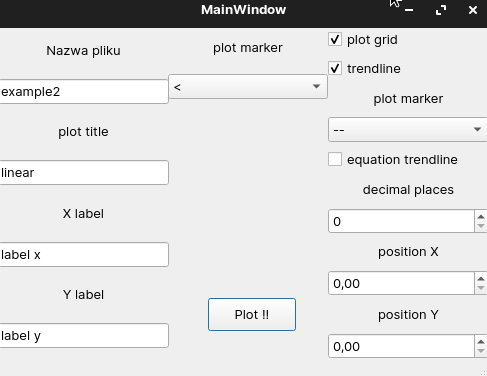 MainWindow
Nazwa pliku
example2
plot title
linear
X label
label x
Y label
label y
plot marker
<
Plot !!
plot grid
trendline
plot marker
--
equation trendline
decimal places
0
position X
0,00
position Y
0,00